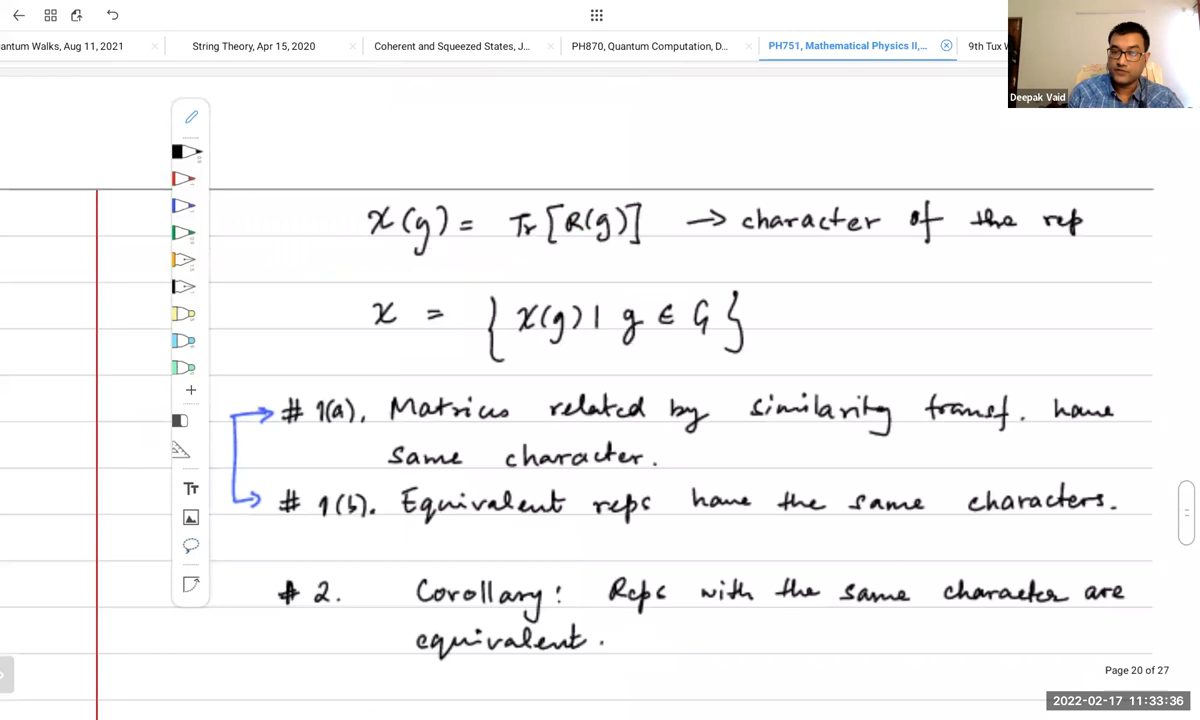 antum Walks, Aug 11, 2021
String Theory, Apr 15, 2020
Coherent and Squeezed States, J...
PH870, Quantum Computation, D...
PH751, Mathematical Physics II,...
9th Tux W
Deepak Vaid
χ(g) = Tr [R(g)] → character of the rep
χ = { χ(g) | g ∈ G }
# 1(a). Matrices related by similarity transf. have
same character.
# 1(b). Equivalent reps have the same characters.
# 2. Corollary: Reps with the same character are
equivalent.
Tт
Page 20 of 27
2022-02-17 11:33:36